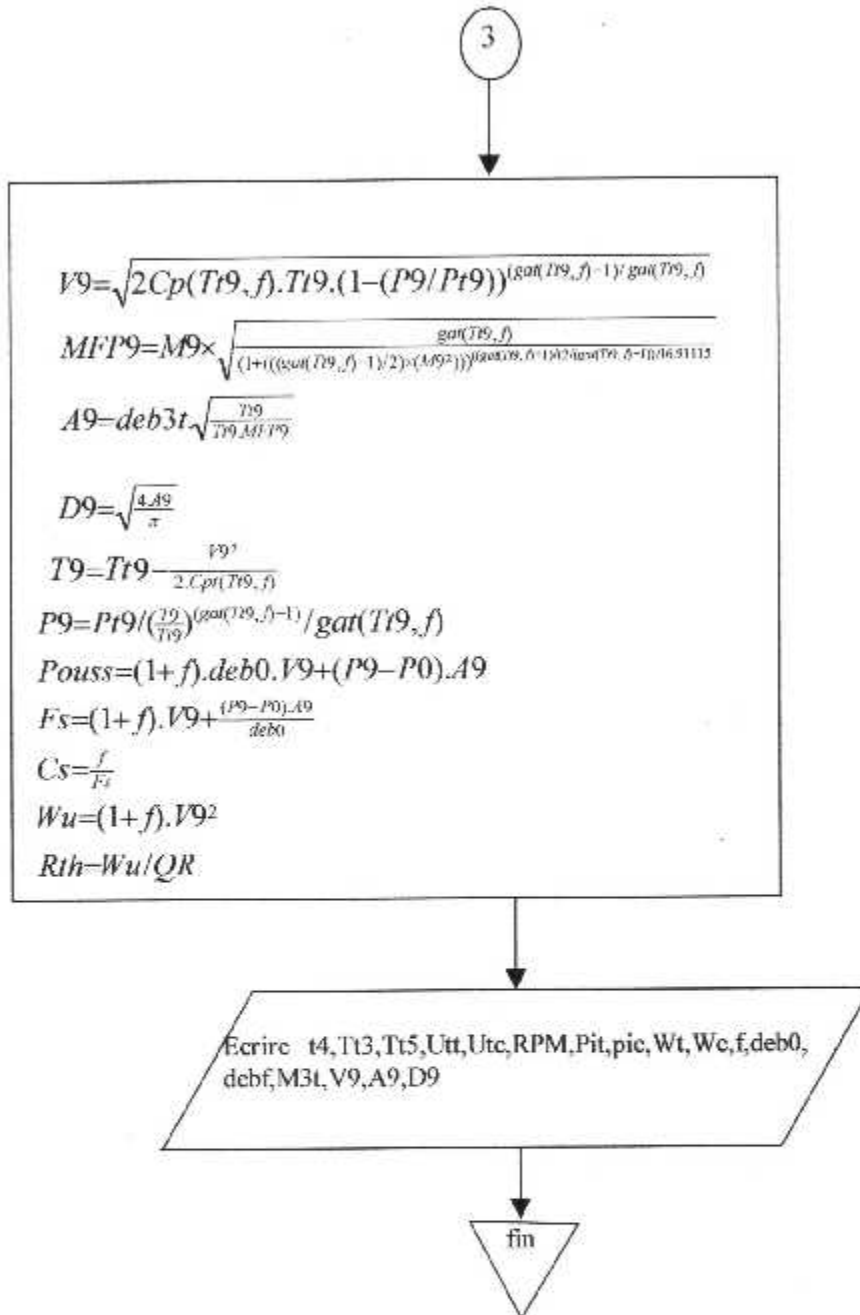 3
V9=√2Cp(Tt9,f).Tt9.(1−(P9/Pt9))^(gat(Tt9,f)−1)/gat(Tt9,f)
MFP9=M9×√gat(Tt9,f)/(1+(((gat(Tt9,f)−1)/2)×(M9²)))
A9=deb3t.√Tt9/Tt9.MFP9
D9=√4.A9/π
T9=Tt9−V9²/2.Cpt(Tt9,f)
P9=Pt9/(T9/Tt9)^(gat(Tt9,f)−1)/gat(Tt9,f)
Pouss=(1+f).deb0.V9+(P9−P0).A9
Fs=(1+f).V9+(P9−P0).A9/deb0
Cs=f/Fs
Wu=(1+f).V9²
Rth=Wu/QR
Ecrire t4,Tt3,Tt5,Utt,Utc,RPM,Pit,pic,Wt,Wc,f,deb0,
debf,M3t,V9,A9,D9
fin